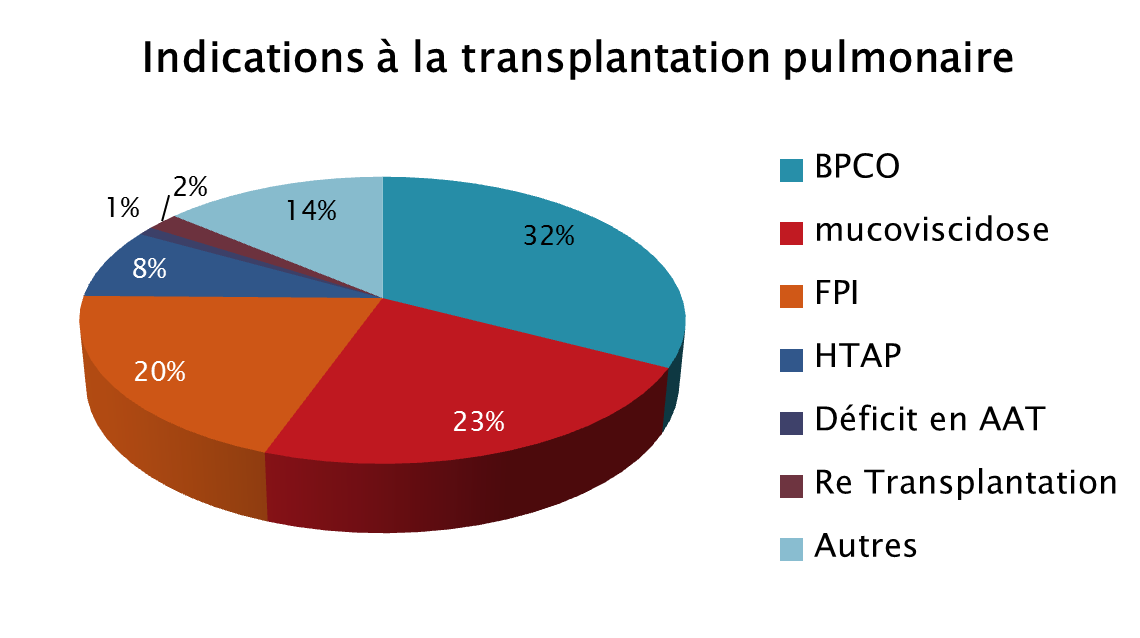 Indications à la transplantation pulmonaire
2%
1%
14%
32%
8%
20%
23%
BPCO
mucoviscidose
FPI
HTAP
Déficit en AAT
Re Transplantation
Autres